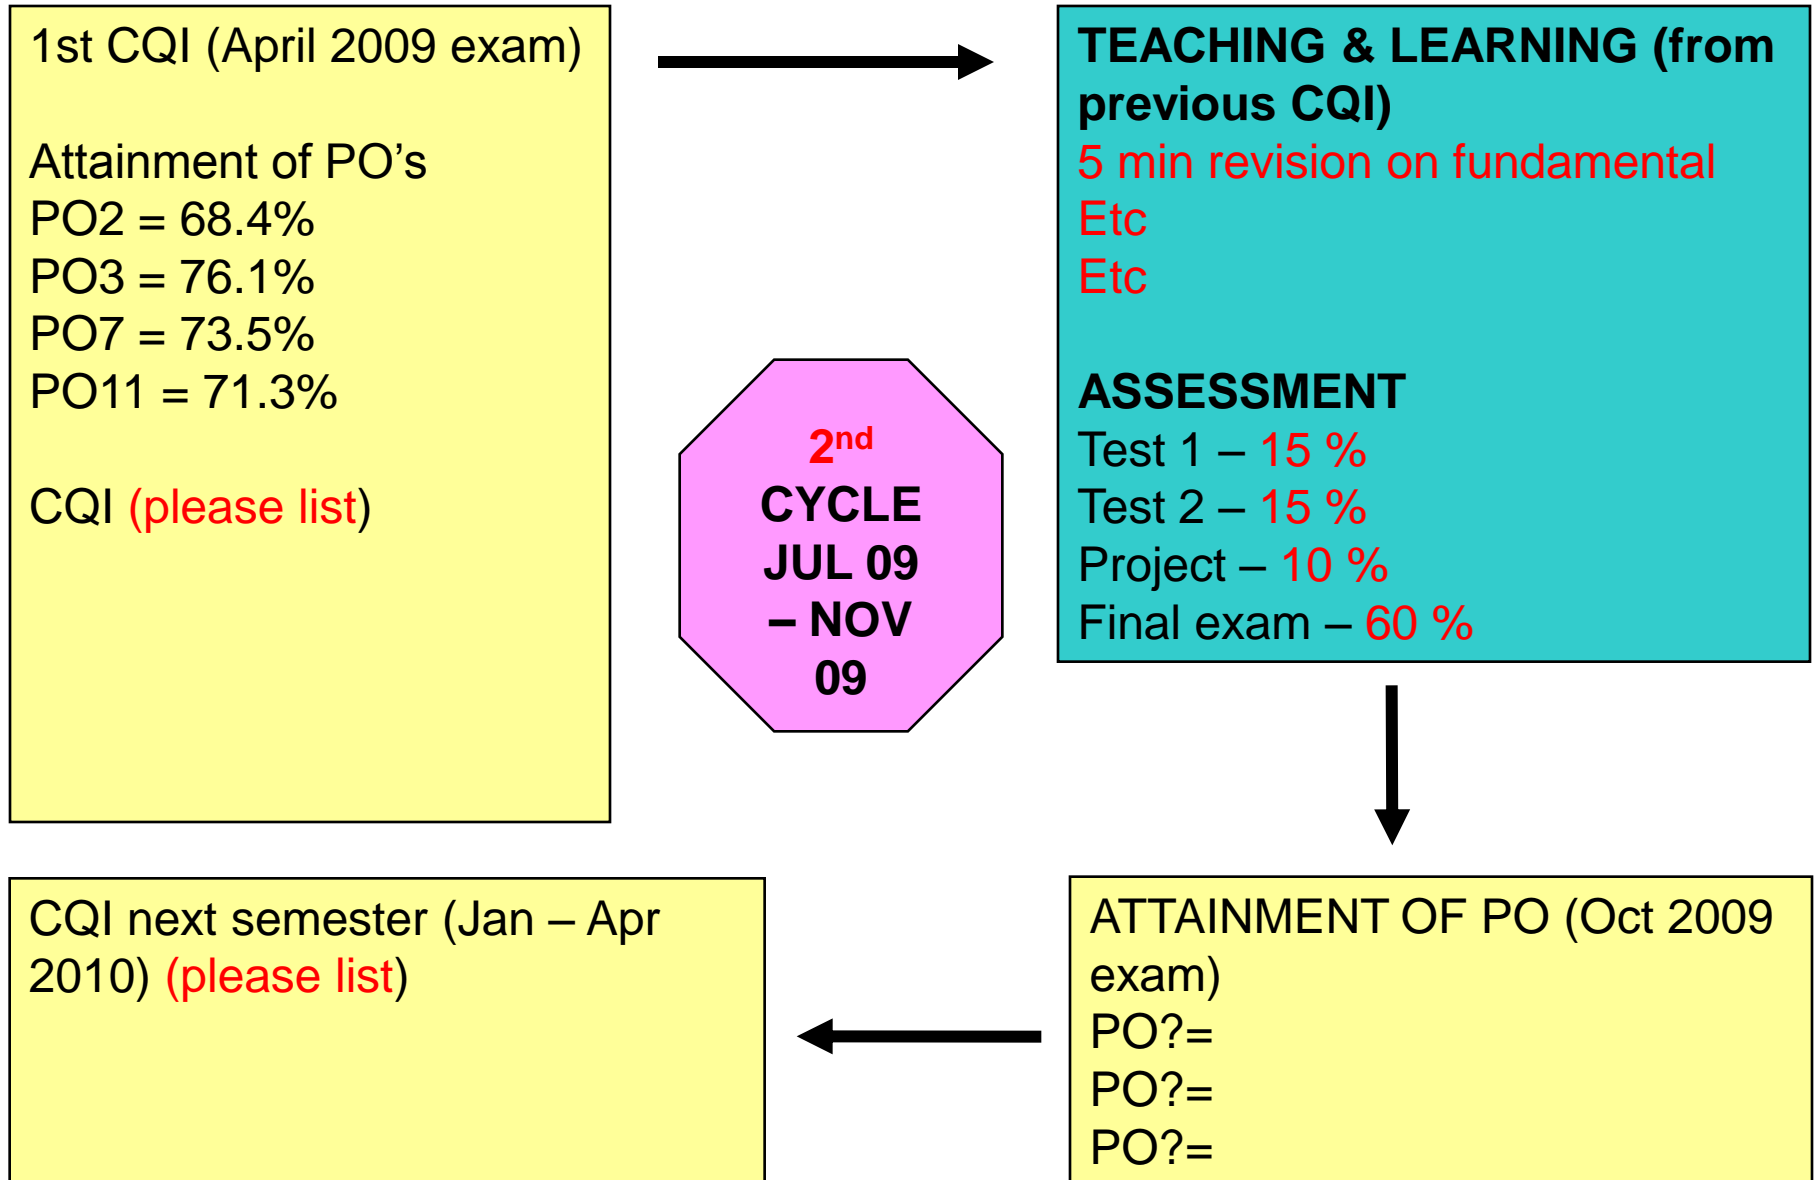 1st CQI (April 2009 exam)
Attainment of PO's
PO2 = 68.4%
PO3 = 76.1%
PO7 = 73.5%
PO11 = 71.3%
CQI (please list)
TEACHING & LEARNING (from
previous CQI)
5 min revision on fundamental
Etc
Etc
ASSESSMENT
Test 1 – 15 %
Test 2 – 15 %
Project – 10 %
Final exam – 60 %
2nd
CYCLE
JUL 09
– NOV
09
ATTAINMENT OF PO (Oct 2009
exam)
PO?=
PO?=
PO?=
CQI next semester (Jan – Apr
2010) (please list)